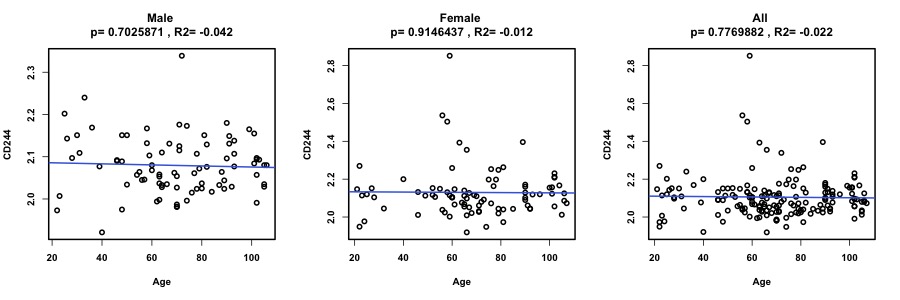 Male
p= 0.7025871 , R2= -0.042
CD244
2.3
2.2
2.1
2.0
20 40 60 80 100
Age
Female
p= 0.9146437 , R2= -0.012
CD244
2.8
2.6
2.4
2.2
2.0
20 40 60 80 100
Age
All
p= 0.7769882 , R2= -0.022
CD244
2.8
2.6
2.4
2.2
2.0
20 40 60 80 100
Age